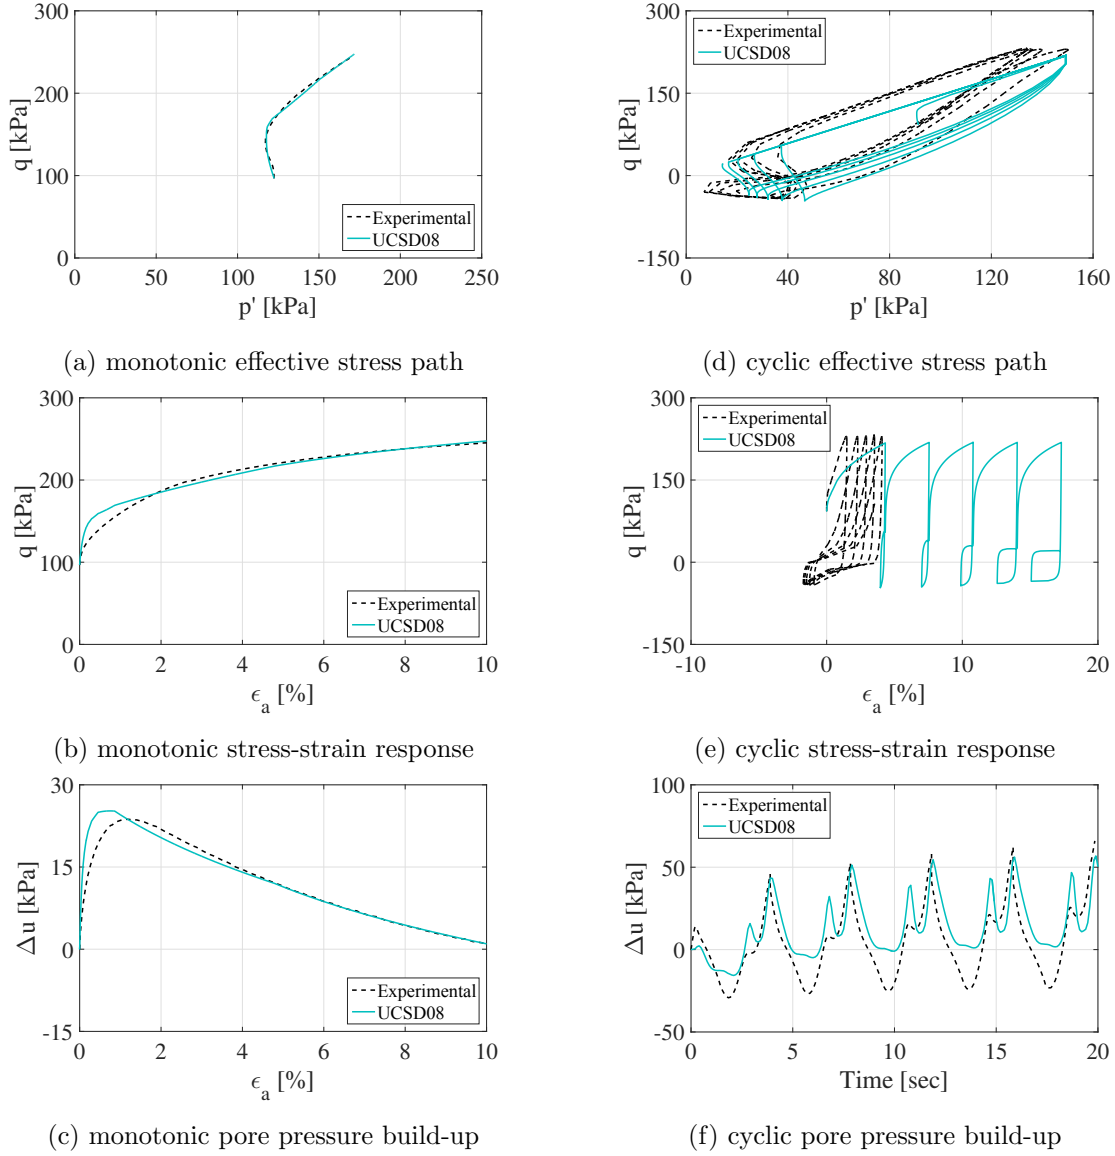 300
200
100
0
q [kPa]
0
50
100
150
200
250
p' [kPa]
Experimental
UCSD08
(a) monotonic effective stress path
300
150
0
-150
q [kPa]
0
40
80
120
160
p' [kPa]
Experimental
UCSD08
(d) cyclic effective stress path
300
200
100
0
q [kPa]
0
2
4
6
8
10
ϵa [%]
Experimental
UCSD08
(b) monotonic stress-strain response
300
150
0
-150
q [kPa]
-10
0
10
20
ϵa [%]
Experimental
UCSD08
(e) cyclic stress-strain response
30
15
0
-15
Δu [kPa]
0
2
4
6
8
10
ϵa [%]
Experimental
UCSD08
(c) monotonic pore pressure build-up
100
50
0
-50
Δu [kPa]
0
5
10
15
20
Time [sec]
Experimental
UCSD08
(f) cyclic pore pressure build-up